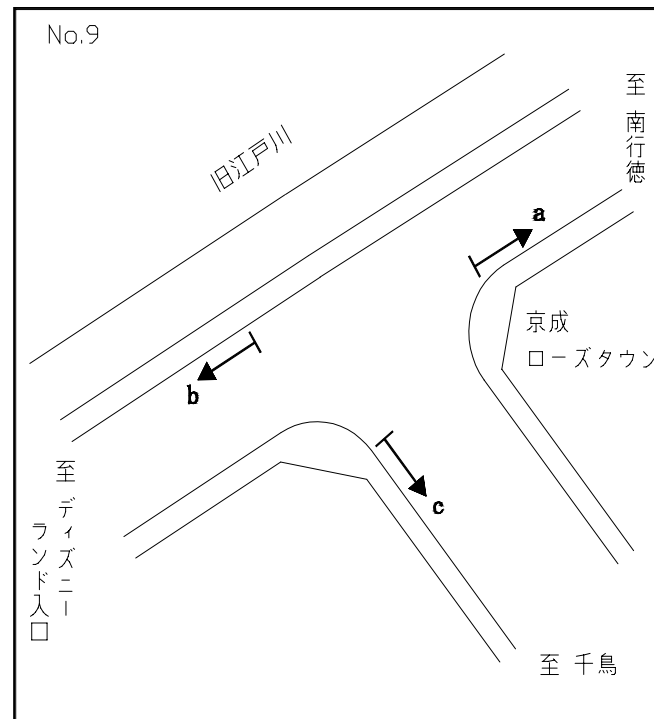 No.9
旧江戸川
至 南行徳
a
京成
ローズタウン
b
c
至 ディズニー
ランド入口
至 千鳥